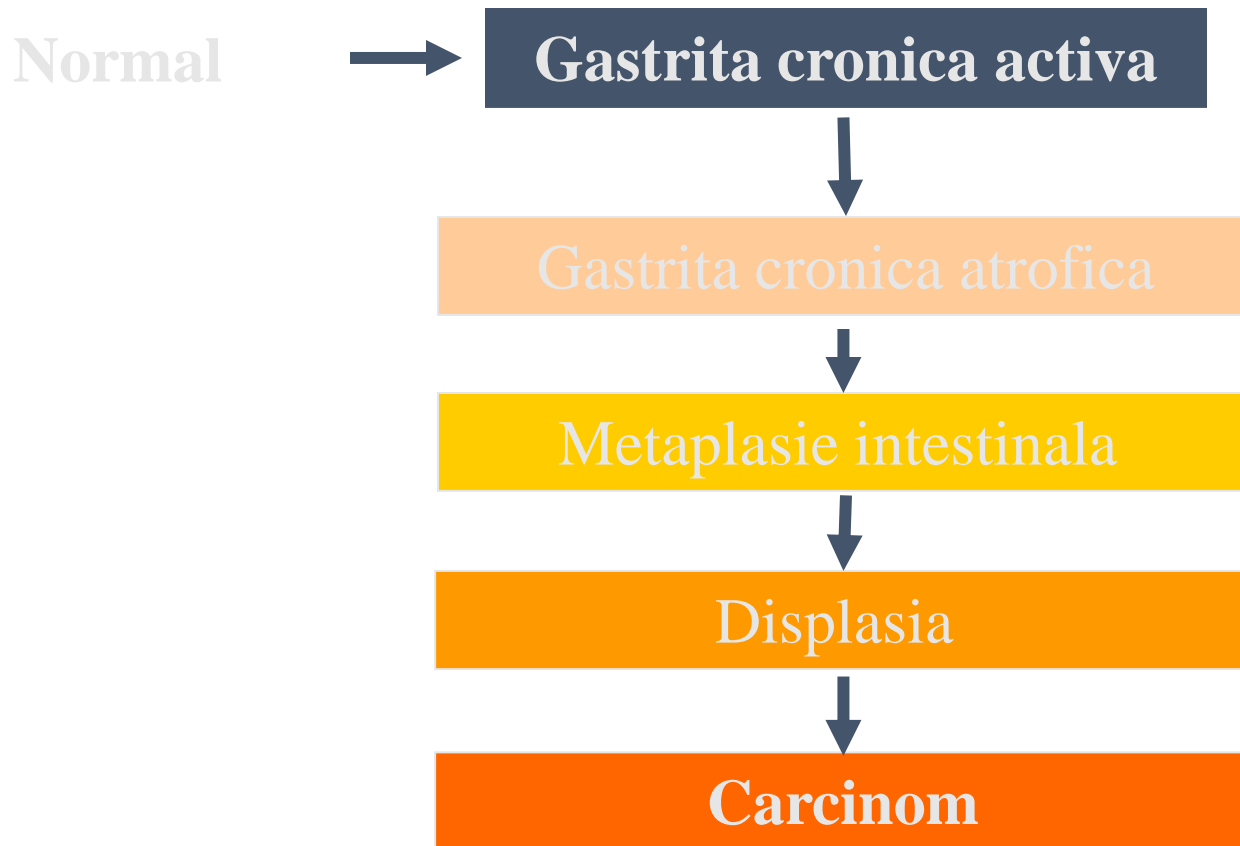 Normal
Gastrita cronica activa
Gastrita cronica atrofica
Metaplasie intestinala
Displasia
Carcinom